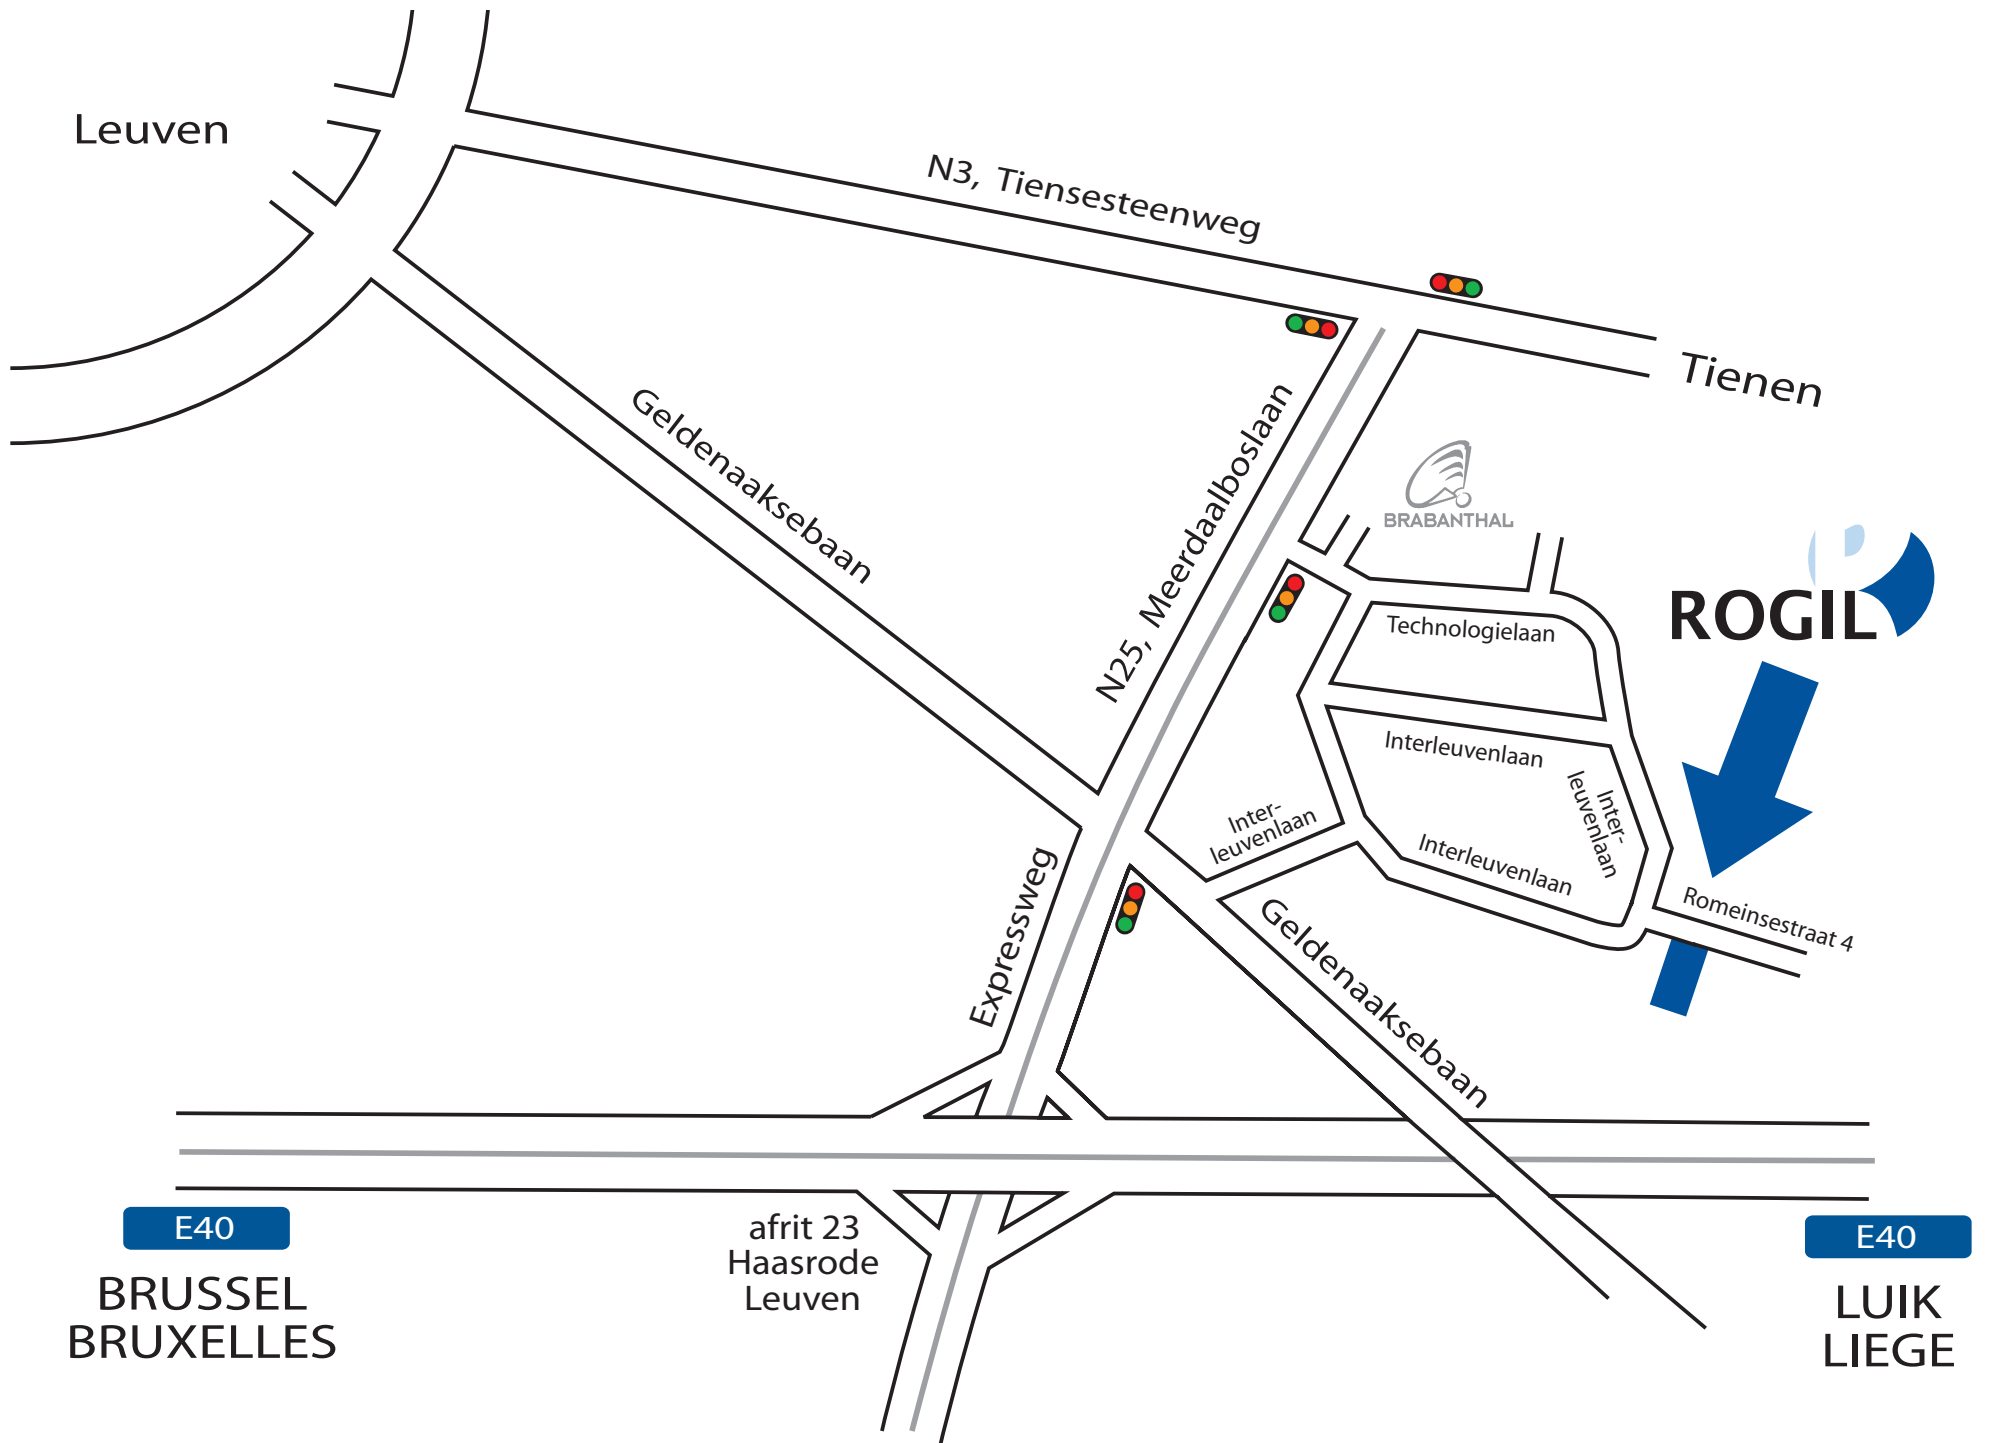 Leuven
N3, Tiensesteenweg
Tienen
Geldenaaksebaan
N25, Meerdaalboslaan
BRABANTHAL
ROGIL
Technologielaan
Interleuvenlaan
Inter-
leuvenlaan
Inter-
leuvenlaan
Interleuvenlaan
Romeinsestraat 4
Expressweg
Geldenaaksebaan
E40
BRUSSEL
BRUXELLES
afrit 23
Haasrode
Leuven
E40
LUIK
LIEGE